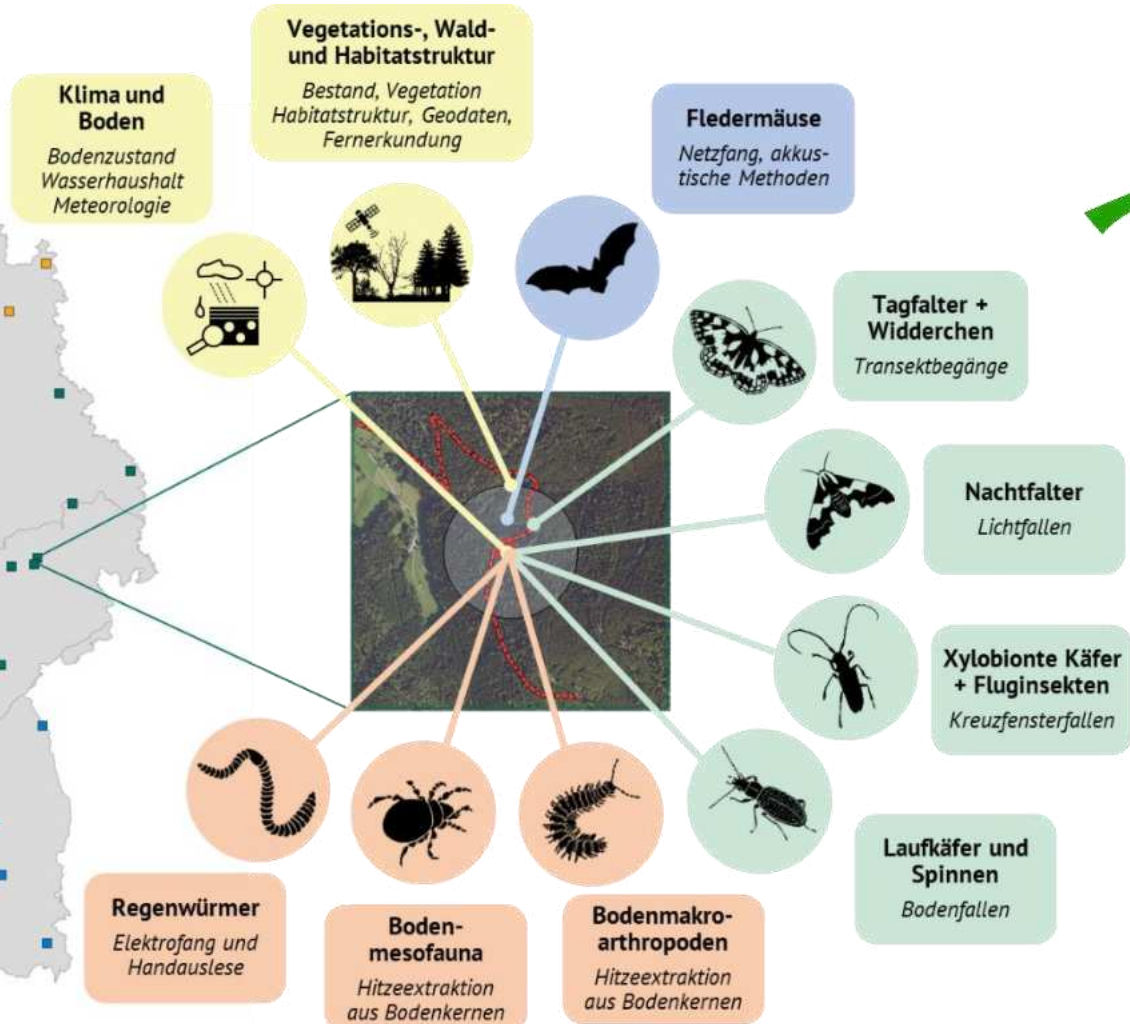 Vegetations-, Wald-
und Habitatstruktur
Bestand, Vegetation
Habitatstruktur, Geodaten,
Fernerkundung
Klima und
Boden
Bodenzustand
Wasserhaushalt
Meteorologie
Fledermäuse
Netzfang, akkus-
tische Methoden
Tagfalter +
Widderchen
Transektbegänge
Nachtfalter
Lichtfallen
Xylobionte Käfer
+ Fluginsekten
Kreuzfensterfallen
Laufkäfer und
Spinnen
Bodenfallen
Regenwürmer
Elektrofang und
Handauslese
Boden-
mesofauna
Hitzeextraktion
aus Bodenkernen
Bodenmakro-
arthropoden
Hitzeextraktion
aus Bodenkernen